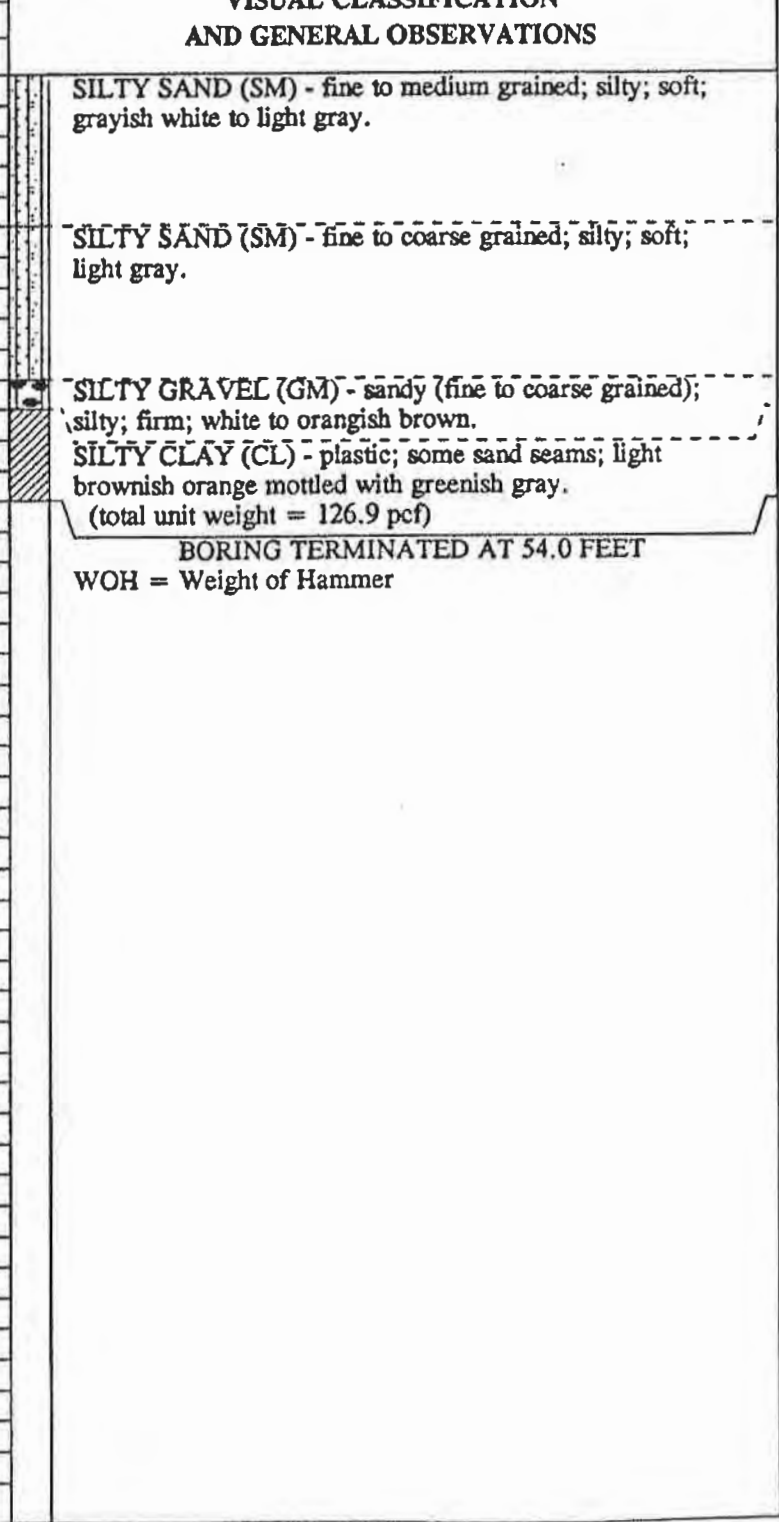 VISUAL CLASSIFICATION
AND GENERAL OBSERVATIONS
SILTY SAND (SM) - fine to medium grained; silty; soft;
grayish white to light gray.
SILTY SAND (SM) - fine to coarse grained; silty; soft;
light gray.
SILTY GRAVEL (GM) - sandy (fine to coarse grained);
silty; firm; white to orangish brown.
SILTY CLAY (CL) - plastic; some sand seams; light
brownish orange mottled with greenish gray.
(total unit weight = 126.9 pcf)
BORING TERMINATED AT 54.0 FEET
WOH = Weight of Hammer